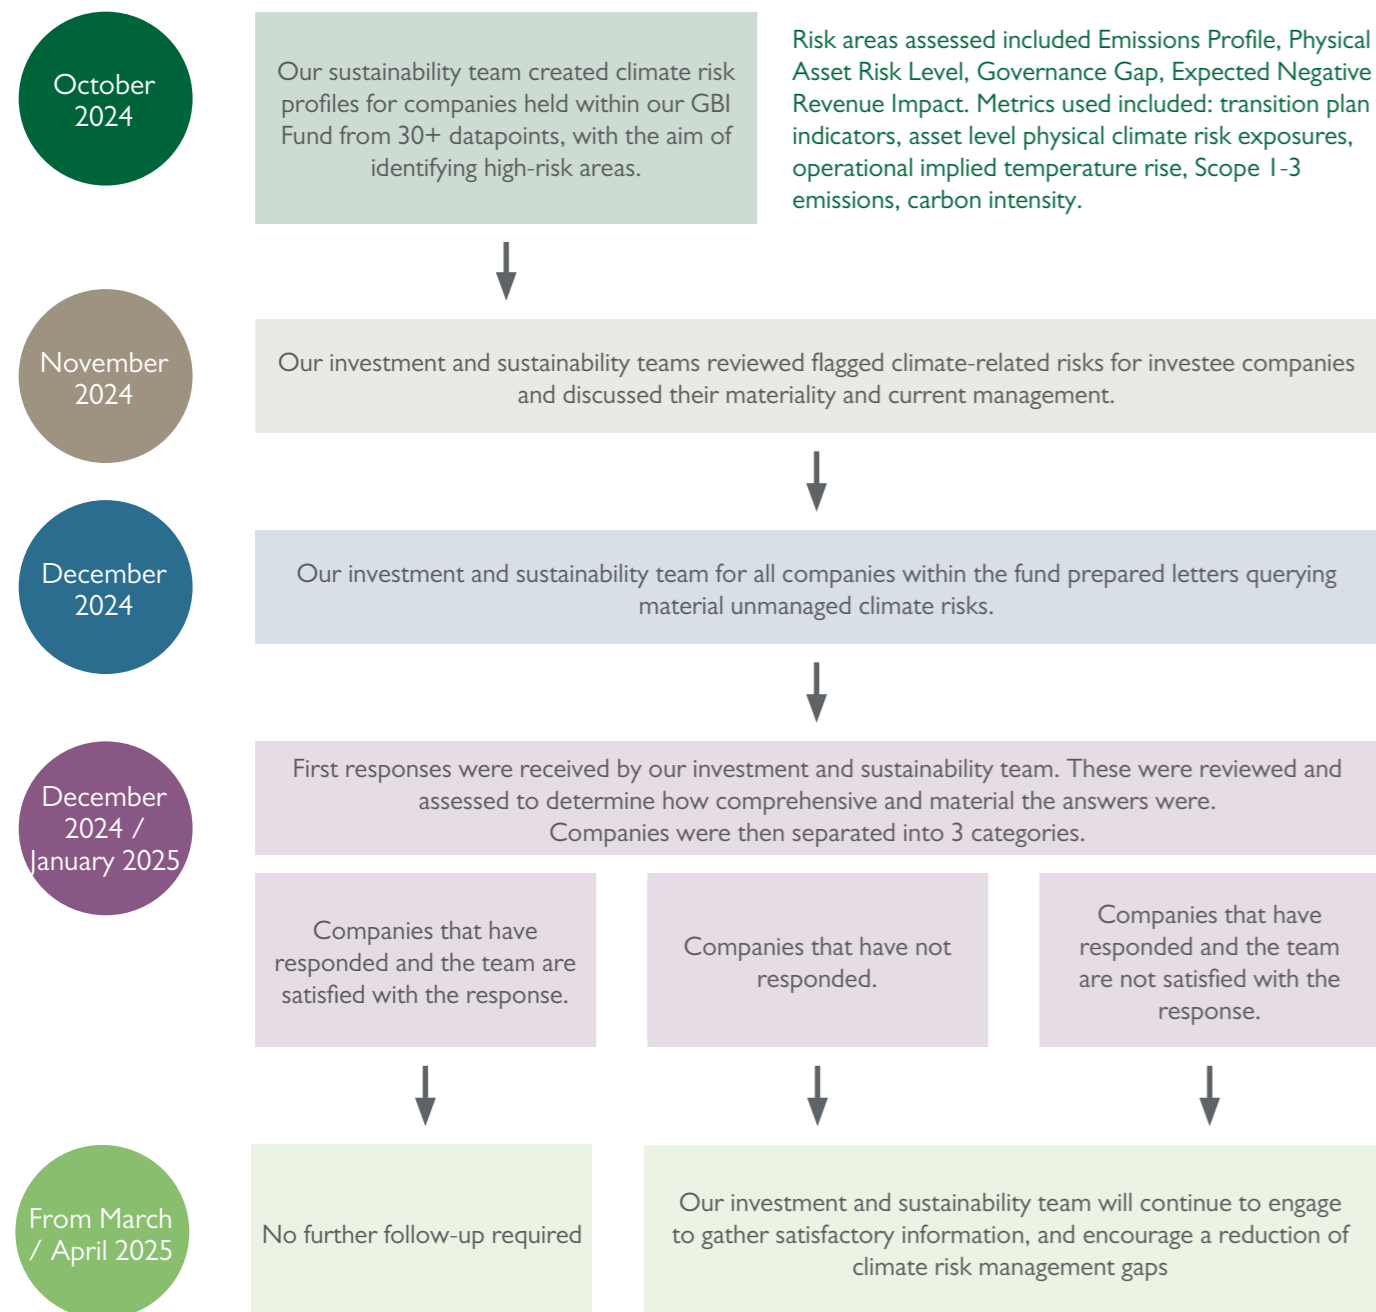 October
2024
Our sustainability team created climate risk
profiles for companies held within our GBI
Fund from 30+ datapoints, with the aim of
identifying high-risk areas.
Risk areas assessed included Emissions Profile, Physical
Asset Risk Level, Governance Gap, Expected Negative
Revenue Impact. Metrics used included: transition plan
indicators, asset level physical climate risk exposures,
operational implied temperature rise, Scope 1-3
emissions, carbon intensity.
November
2024
Our investment and sustainability teams reviewed flagged climate-related risks for investee companies
and discussed their materiality and current management.
December
2024
Our investment and sustainability team for all companies within the fund prepared letters querying
material unmanaged climate risks.
December
2024 /
January 2025
First responses were received by our investment and sustainability team. These were reviewed and
assessed to determine how comprehensive and material the answers were.
Companies were then separated into 3 categories.
Companies that have
responded and the team are
satisfied with the response.
Companies that have not
responded.
Companies that have
responded and the team
are not satisfied with the
response.
From March
/ April 2025
No further follow-up required
Our investment and sustainability team will continue to engage
to gather satisfactory information, and encourage a reduction of
climate risk management gaps